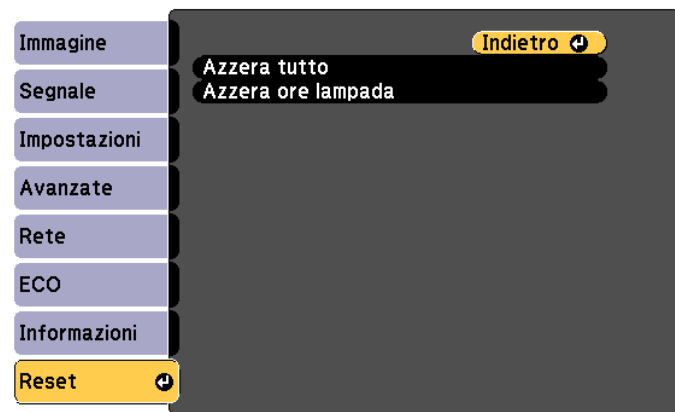 Immagine
Segnale
Impostazioni
Avanzate
Rete
ECO
Informazioni
Reset
Indietro
Azzera tutto
Azzera ore lampada